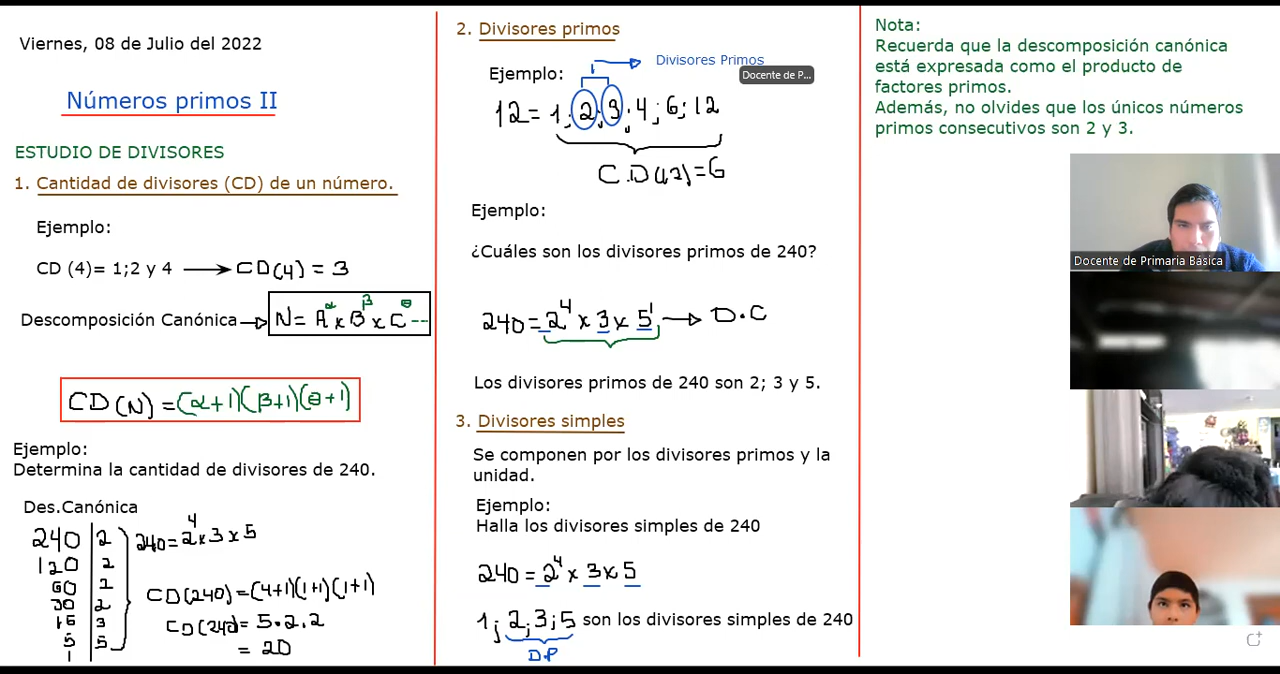 Viernes, 08 de Julio del 2022
Números primos II
ESTUDIO DE DIVISORES
1. Cantidad de divisores (CD) de un número.
Ejemplo:
CD (4)= 1;2 y 4 → CD(4) = 3
Descomposición Canónica → N = A^α x B^β x C^θ ---
CD(N) = (α+1)(β+1)(θ+1)
Ejemplo:
Determina la cantidad de divisores de 240.
Des.Canónica
240 | 2
120 | 2
60 | 2
30 | 2
15 | 3
5 | 5
1
240 = 2^4 x 3 x 5
CD(240) = (4+1)(1+1)(1+1)
CD(240) = 5.2.2
= 20
2. Divisores primos
Divisores Primos
Ejemplo:
Docente de P...
12 = 1; 2; 3; 4; 6; 12
C.D(12) = 6
Ejemplo:
¿Cuáles son los divisores primos de 240?
240 = 2^4 x 3 x 5^1 → D.C
Los divisores primos de 240 son 2; 3 y 5.
3. Divisores simples
Se componen por los divisores primos y la
unidad.
Ejemplo:
Halla los divisores simples de 240
240 = 2^4 x 3 x 5
1; 2; 3; 5 son los divisores simples de 240
D.P
Nota:
Recuerda que la descomposición canónica
está expresada como el producto de
factores primos.
Además, no olvides que los únicos números
primos consecutivos son 2 y 3.
Docente de Primaria Básica